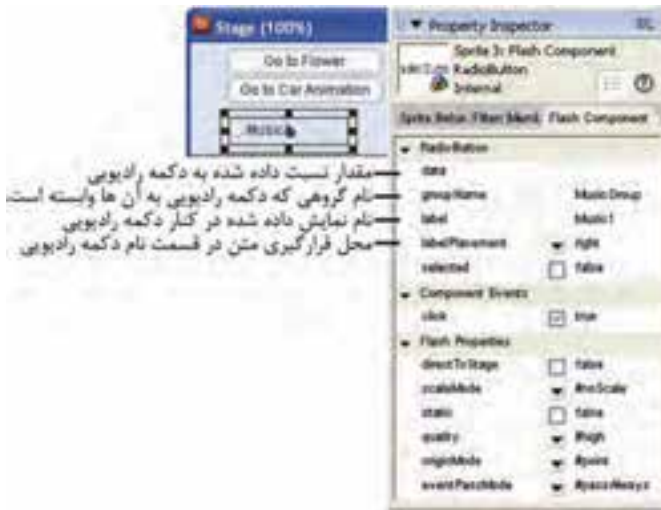 Stage (100%)
Go to Flower
Go to Car Animation
Music
مقدار نسبت داده شده به دکمه رادیویی
نام گروهی که دکمه رادیویی به آن ها وابسته است
نام نمایش داده شده در کنار دکمه رادیویی
محل قرارگیری متن در قسمت نام دکمه رادیویی
Property Inspector
Sprite 3: Flash Component
RadioButton
Internal
Flash Component
RadioButton
data
groupName MusicGroup
label Music1
labelPlacement right
selected false
Component Events
click true
Flash Properties
directToStage false
scaleMode #noScale
static false
quality #high
originMode #point
eventPassMode #passAlways